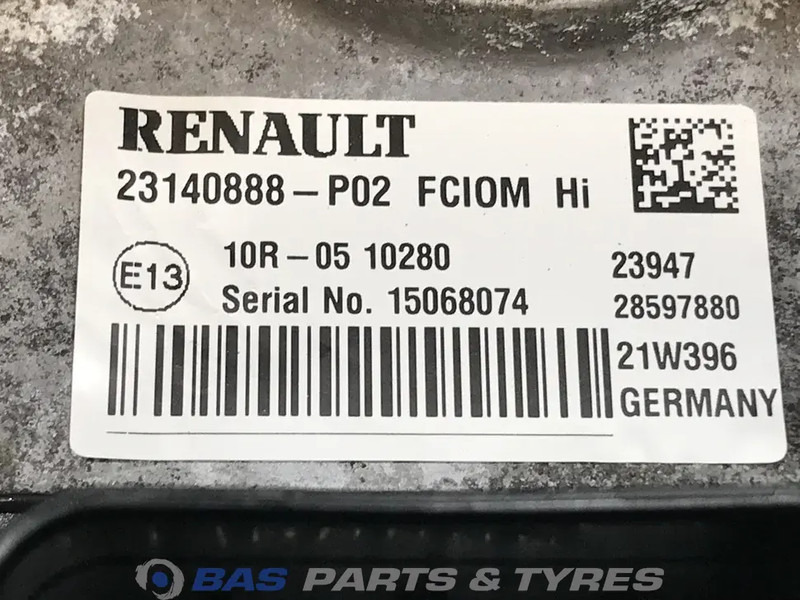 RENAULT
23140888-P02 FCIOM Hi
E13
10R-05 10280
23947
Serial No. 15068074
28597880
21W396
GERMANY
BAS PARTS & TYRES